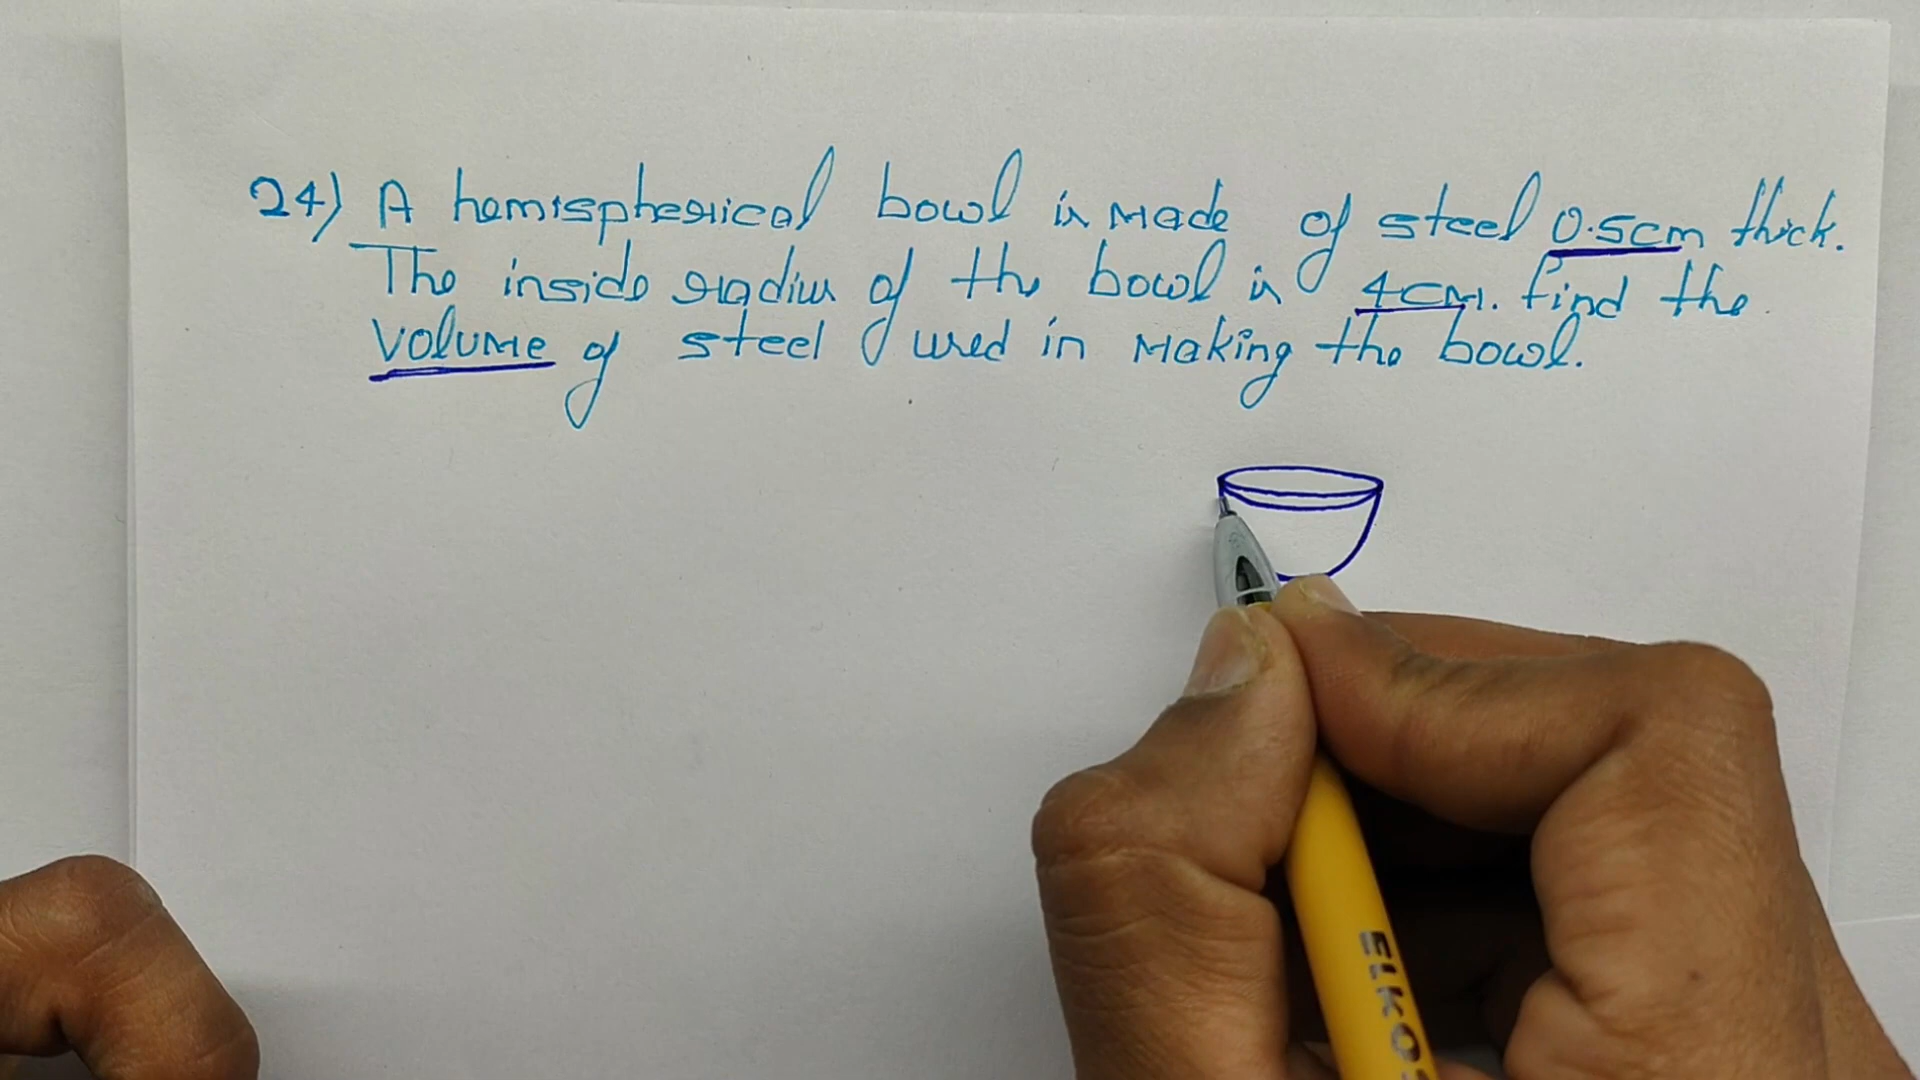 24) A hemispherical bowl is made of steel 0.5cm thick.
The inside radius of the bowl is 4cm. find the
volume of steel used in making the bowl.
ELKO